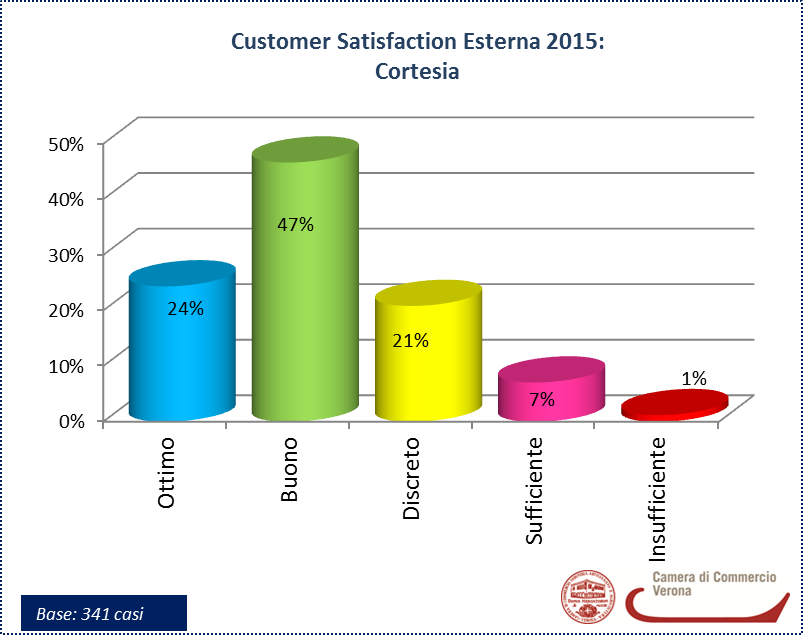 Customer Satisfaction Esterna 2015:
Cortesia
50%
40%
30%
20%
10%
0%
24%
47%
21%
7%
1%
Ottimo
Buono
Discreto
Sufficiente
Insufficiente
Base: 341 casi
Camera di Commercio
Verona